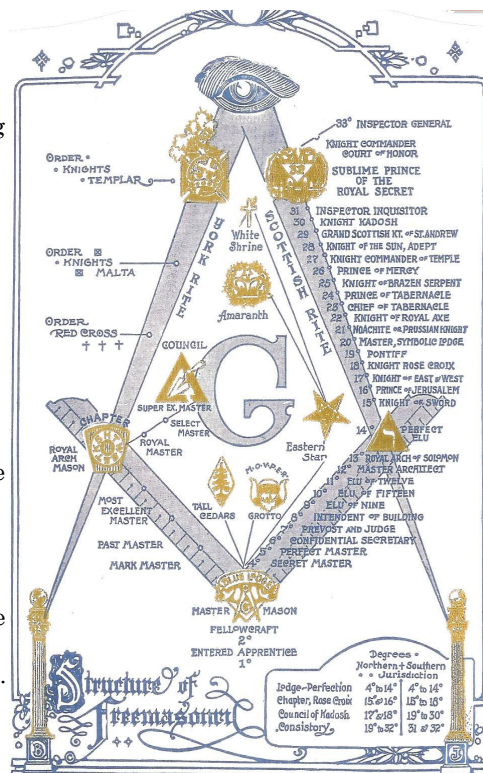 33° INSPECTOR GENERAL
KNIGHT COMMANDER
COURT OF HONOR
32
SUBLIME PRINCE
OF THE
ROYAL SECRET
31 INSPECTOR INQUISITOR
30 KNIGHT KADOSH
29 GRAND SCOTTISH KT. OF ST. ANDREW
28 KNIGHT OF THE SUN, ADEPT
27 KNIGHT COMMANDER OF TEMPLE
26 PRINCE OF MERCY
25 KNIGHT OF BRAZEN SERPENT
24 PRINCE OF TABERNACLE
23 CHIEF OF TABERNACLE
22 KNIGHT OF ROYAL AXE
21 NOACHITE OR PRUSSIAN KNIGHT
20 MASTER, SYMBOLIC LODGE
19 PONTIFF
18 KNIGHT ROSE CROIX
17 KNIGHT OF EAST & WEST
16 PRINCE OF JERUSALEM
15 KNIGHT OF SWORD
14° PERFECT
ELU
13° ROYAL ARCH OF SOLOMON
12° MASTER ARCHITECT
11° ELU OF TWELVE
10° ELU OF FIFTEEN
9 ELU OF NINE
8 INTENDENT OF BUILDING
7 PREVOST AND JUDGE
6 CONFIDENTIAL SECRETARY
5 PERFECT MASTER
4 SECRET MASTER
ORDER
KNIGHTS
TEMPLAR
ORDER
KNIGHTS
MALTA
ORDER
RED CROSS
YORK RITE
SCOTTISH RITE
White
Shrine
Amaranth
G
COUNCIL
SUPER EX. MASTER
SELECT
MASTER
ROYAL
MASTER
Eastern
Star
CHAPTER
ROYAL
ARCH
MASON
MOST
EXCELLENT
MASTER
PAST MASTER
MARK MASTER
TALL
CEDARS
M.O.V.P.E.R.
GROTTO
BLUE LODGE
MASTER MASON
FELLOWCRAFT
2°
ENTERED APPRENTICE
1°
Structure of
Freemasonry
B
J
Degrees
Northern + Southern
Jurisdiction
Lodge-Perfection 4° to 14° 4° to 14°
Chapter, Rose Croix 15° & 16° 15° to 18°
Council of Kadosh 17° & 18° 19° to 30°
Consistory 19° to 32° 31 & 32°